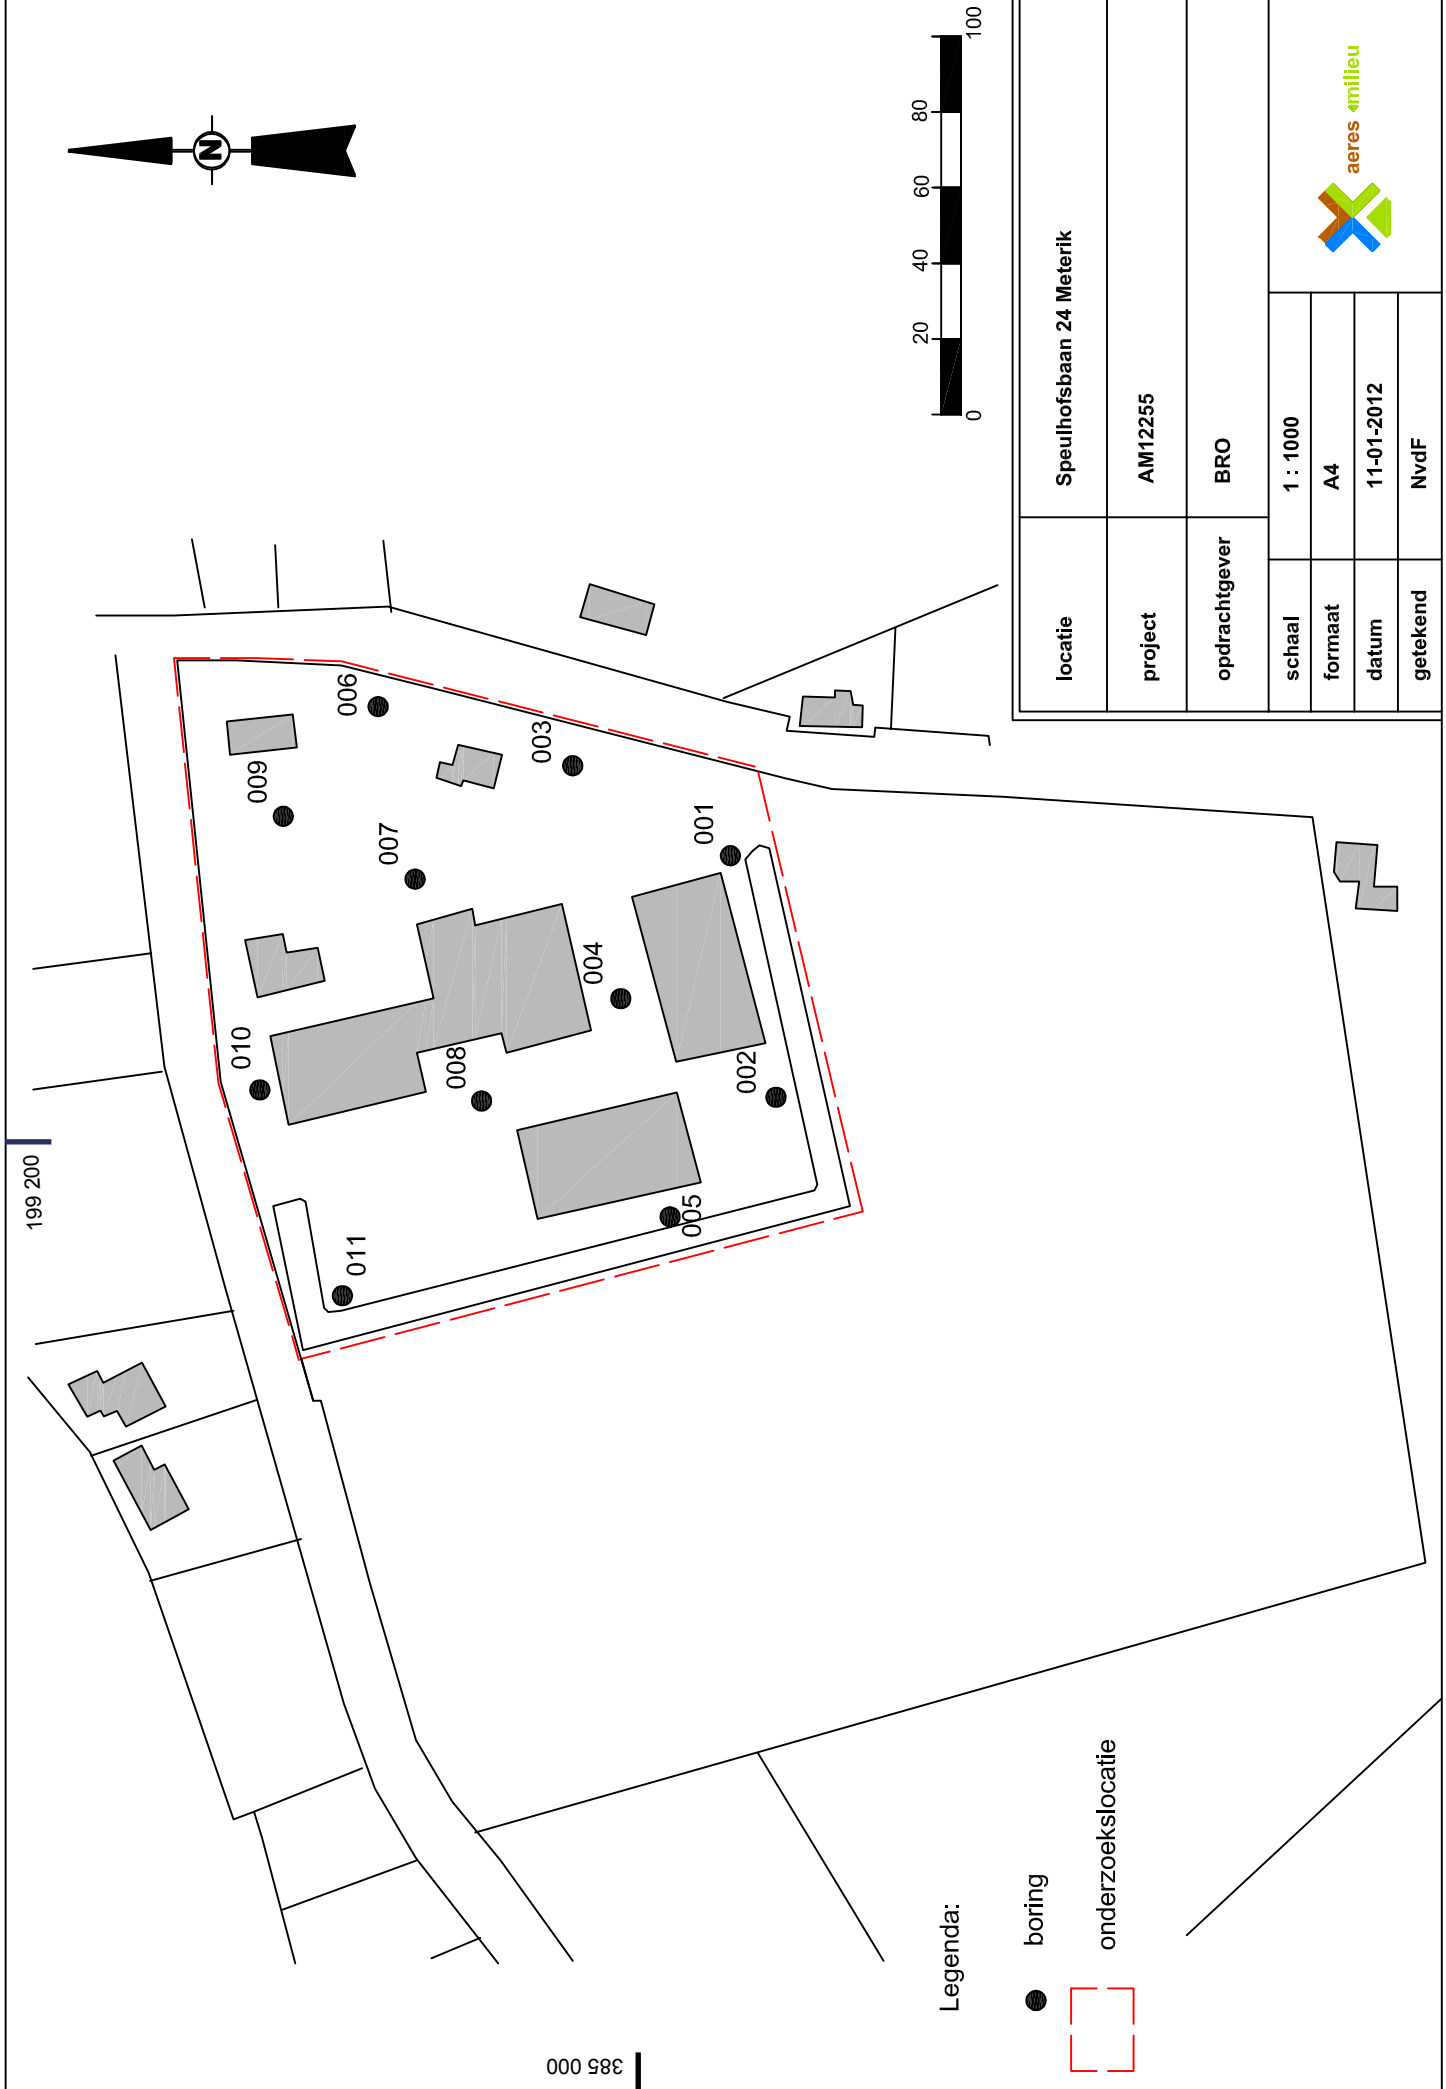 199 200
385 000
N
010
009
006
011
007
003
008
004
001
005
002
0
20
40
60
80
100
Legenda:
boring
onderzoekslocatie
locatie Speulhofsbaan 24 Meterik
project AM12255
opdrachtgever BRO
schaal 1 : 1000
formaat A4
datum 11-01-2012
getekend NvdF
aeres milieu